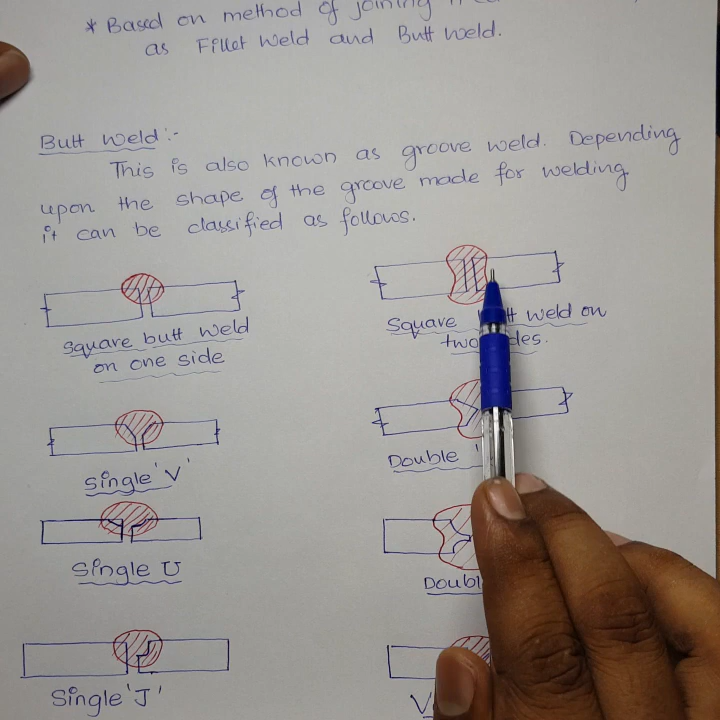 * Based on method of joining
as Fillet weld and Butt weld.
Butt weld :-
This is also known as groove weld. Depending
upon the shape of the groove made for welding
it can be classified as follows.
Square butt weld
on one side
Square weld on
two
Single 'V'
Double
Single U
Single 'J'